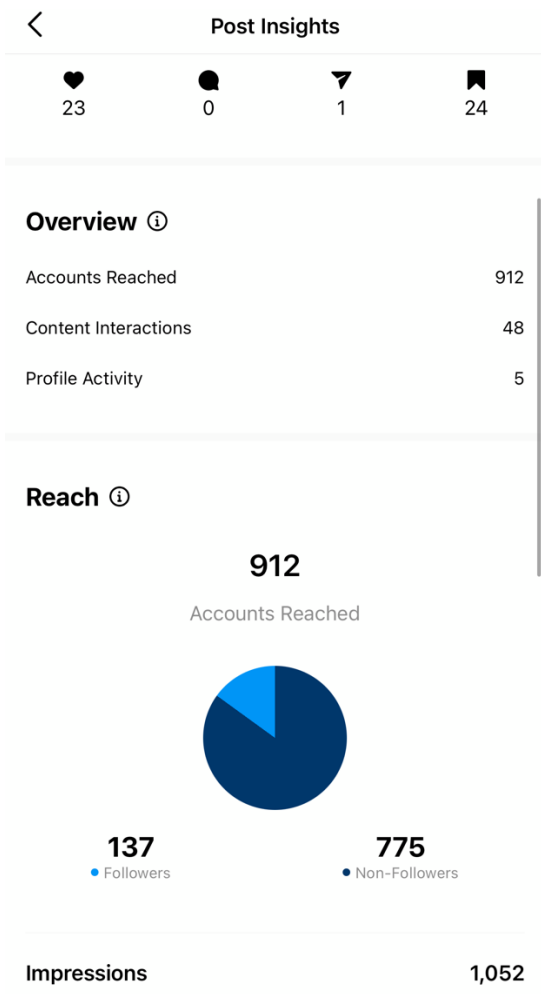 Post Insights
23 0 1 24
Overview
Accounts Reached 912
Content Interactions 48
Profile Activity 5
Reach
912
Accounts Reached
137 775
Followers Non-Followers
Impressions 1,052